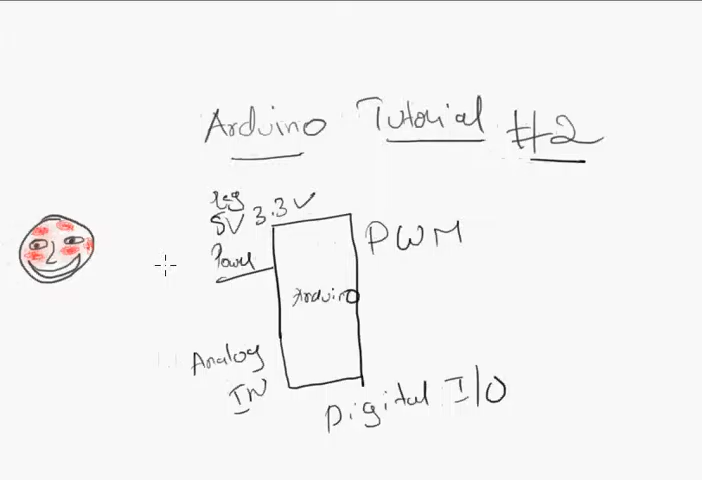 Arduino Tutorial #2
5V 3.3V
Power
PWM
Arduino
Analog
IN
Digital I/O